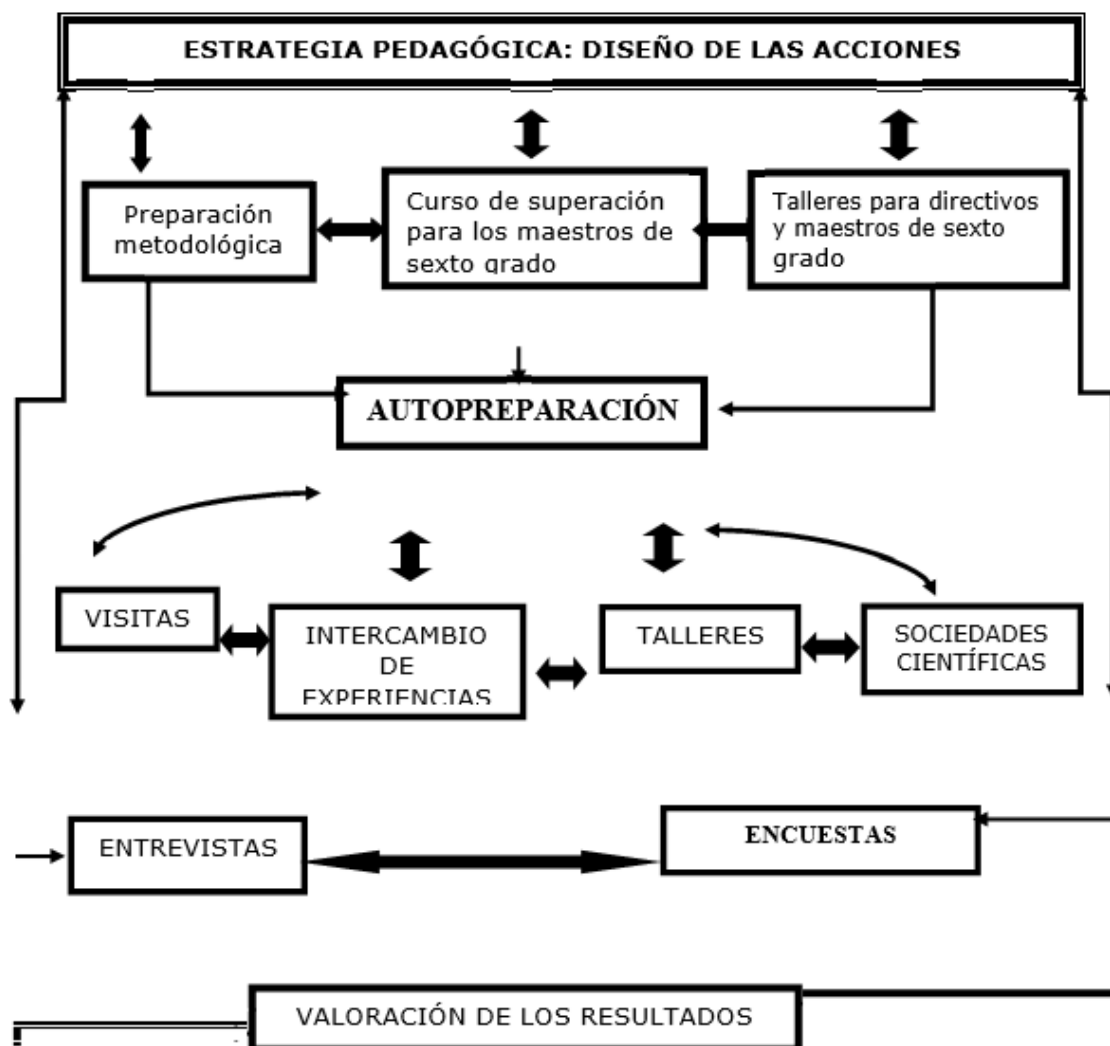 ESTRATEGIA PEDAGÓGICA: DISEÑO DE LAS ACCIONES
Preparación
metodológica
Curso de superación
para los maestros de
sexto grado
Talleres para directivos
y maestros de sexto
grado
AUTOPREPARACIÓN
VISITAS
INTERCAMBIO
DE
EXPERIENCIAS
TALLERES
SOCIEDADES
CIENTÍFICAS
ENTREVISTAS
ENCUESTAS
VALORACIÓN DE LOS RESULTADOS